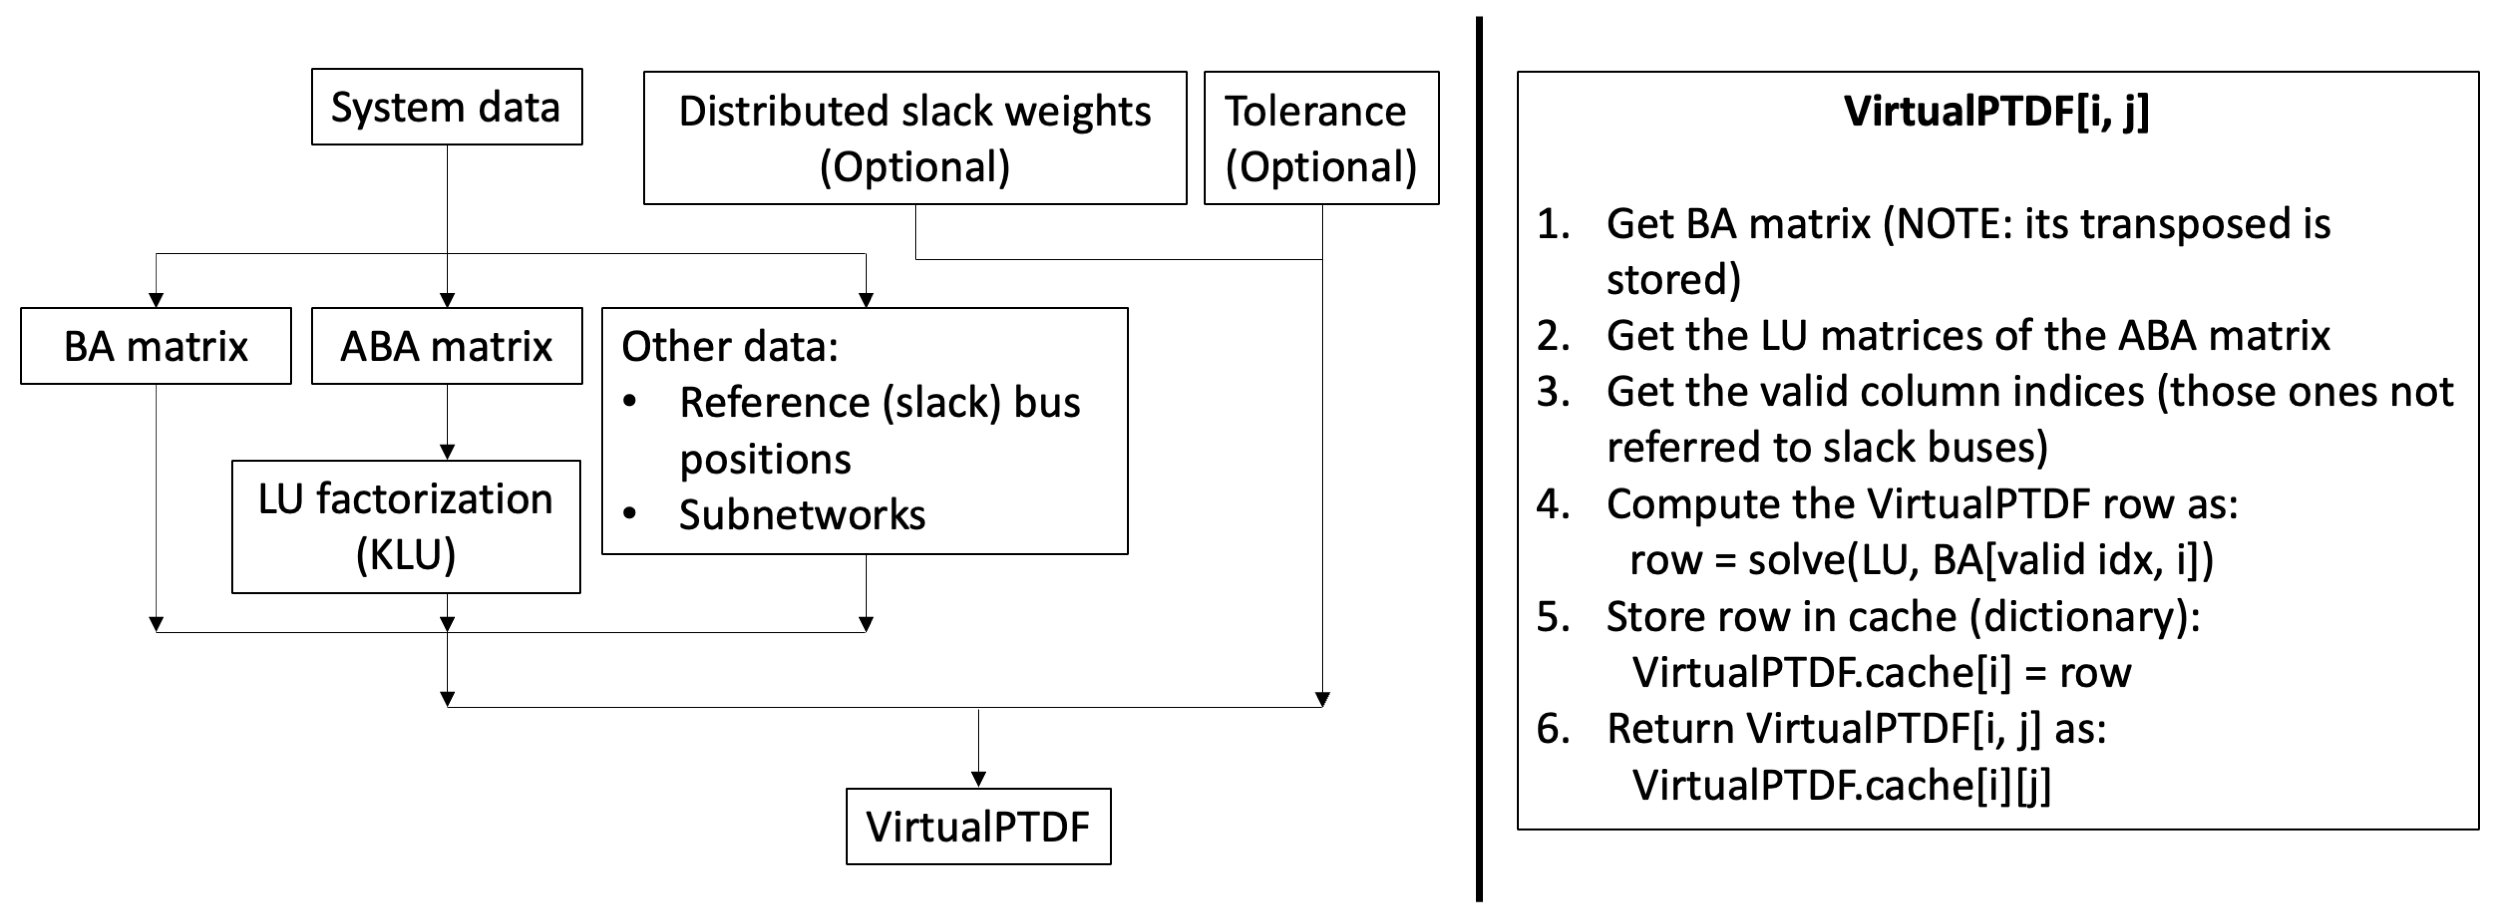 System data
Distributed slack weights
(Optional)
Tolerance
(Optional)
BA matrix
ABA matrix
Other data:
• Reference (slack) bus
positions
• Subnetworks
LU factorization
(KLU)
VirtualPTDF
VirtualPTDF[i, j]
1. Get BA matrix (NOTE: its transposed is
stored)
2. Get the LU matrices of the ABA matrix
3. Get the valid column indices (those ones not
referred to slack buses)
4. Compute the VirtualPTDF row as:
row = solve(LU, BA[valid idx, i])
5. Store row in cache (dictionary):
VirtualPTDF.cache[i] = row
6. Return VirtualPTDF[i, j] as:
VirtualPTDF.cache[i][j]